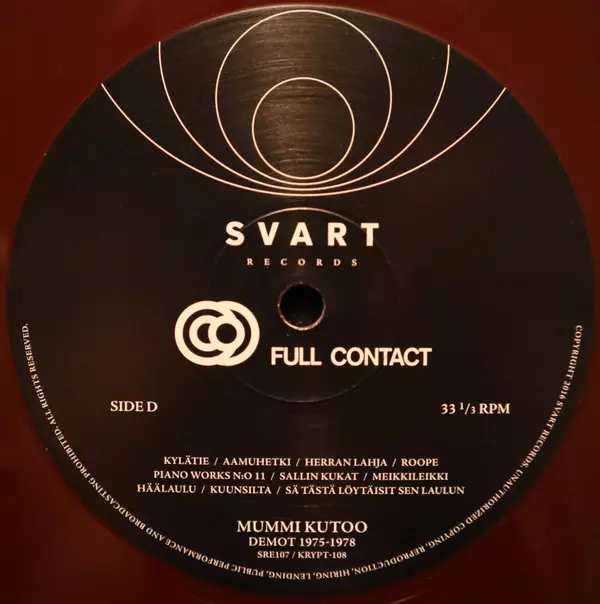 SVART
RECORDS
FULL CONTACT
SIDE D
33 1/3 RPM
KYLÄTIE / AAMUHETKI / HERRAN LAHJA / ROOPE
PIANO WORKS N:O 11 / SALLIN KUKAT / MEIKKILEIKKI
HÄÄLAULU / KUUNSILTA / SÄ TÄSTÄ LÖYTÄISIT SEN LAULUN
MUMMI KUTOO
DEMOT 1975-1978
SRE107 / KRYPT-108
COPYRIGHT 2016 SVART RECORDS. UNAUTHORIZED COPYING, REPRODUCTION, HIRING, LENDING, PUBLIC PERFORMANCE AND BROADCASTING PROHIBITED. ALL RIGHTS RESERVED.